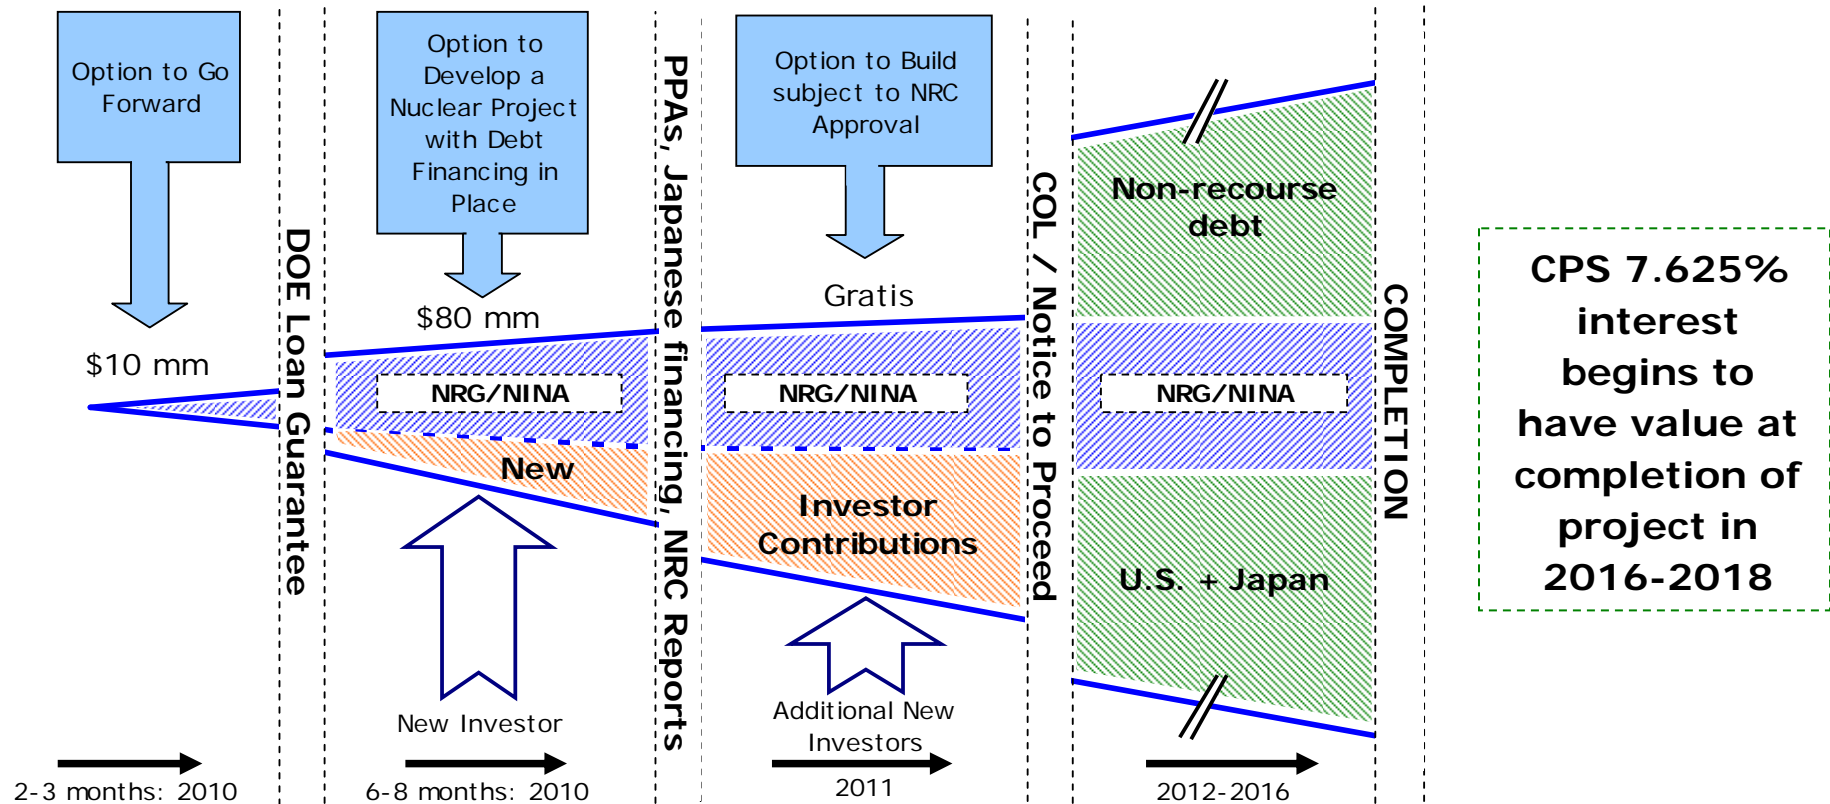 Option to Go
Forward
$10 mm
2-3 months: 2010
DOE Loan Guarantee
Option to
Develop a
Nuclear Project
with Debt
Financing in
Place
$80 mm
NRG/NINA
New
New Investor
6-8 months: 2010
PPAs, Japanese financing, NRC Reports
Option to Build
subject to NRC
Approval
Gratis
NRG/NINA
Investor
Contributions
Additional New
Investors
2011
COL / Notice to Proceed
Non-recourse
debt
NRG/NINA
U.S. + Japan
2012-2016
COMPLETION
CPS 7.625%
interest
begins to
have value at
completion of
project in
2016-2018